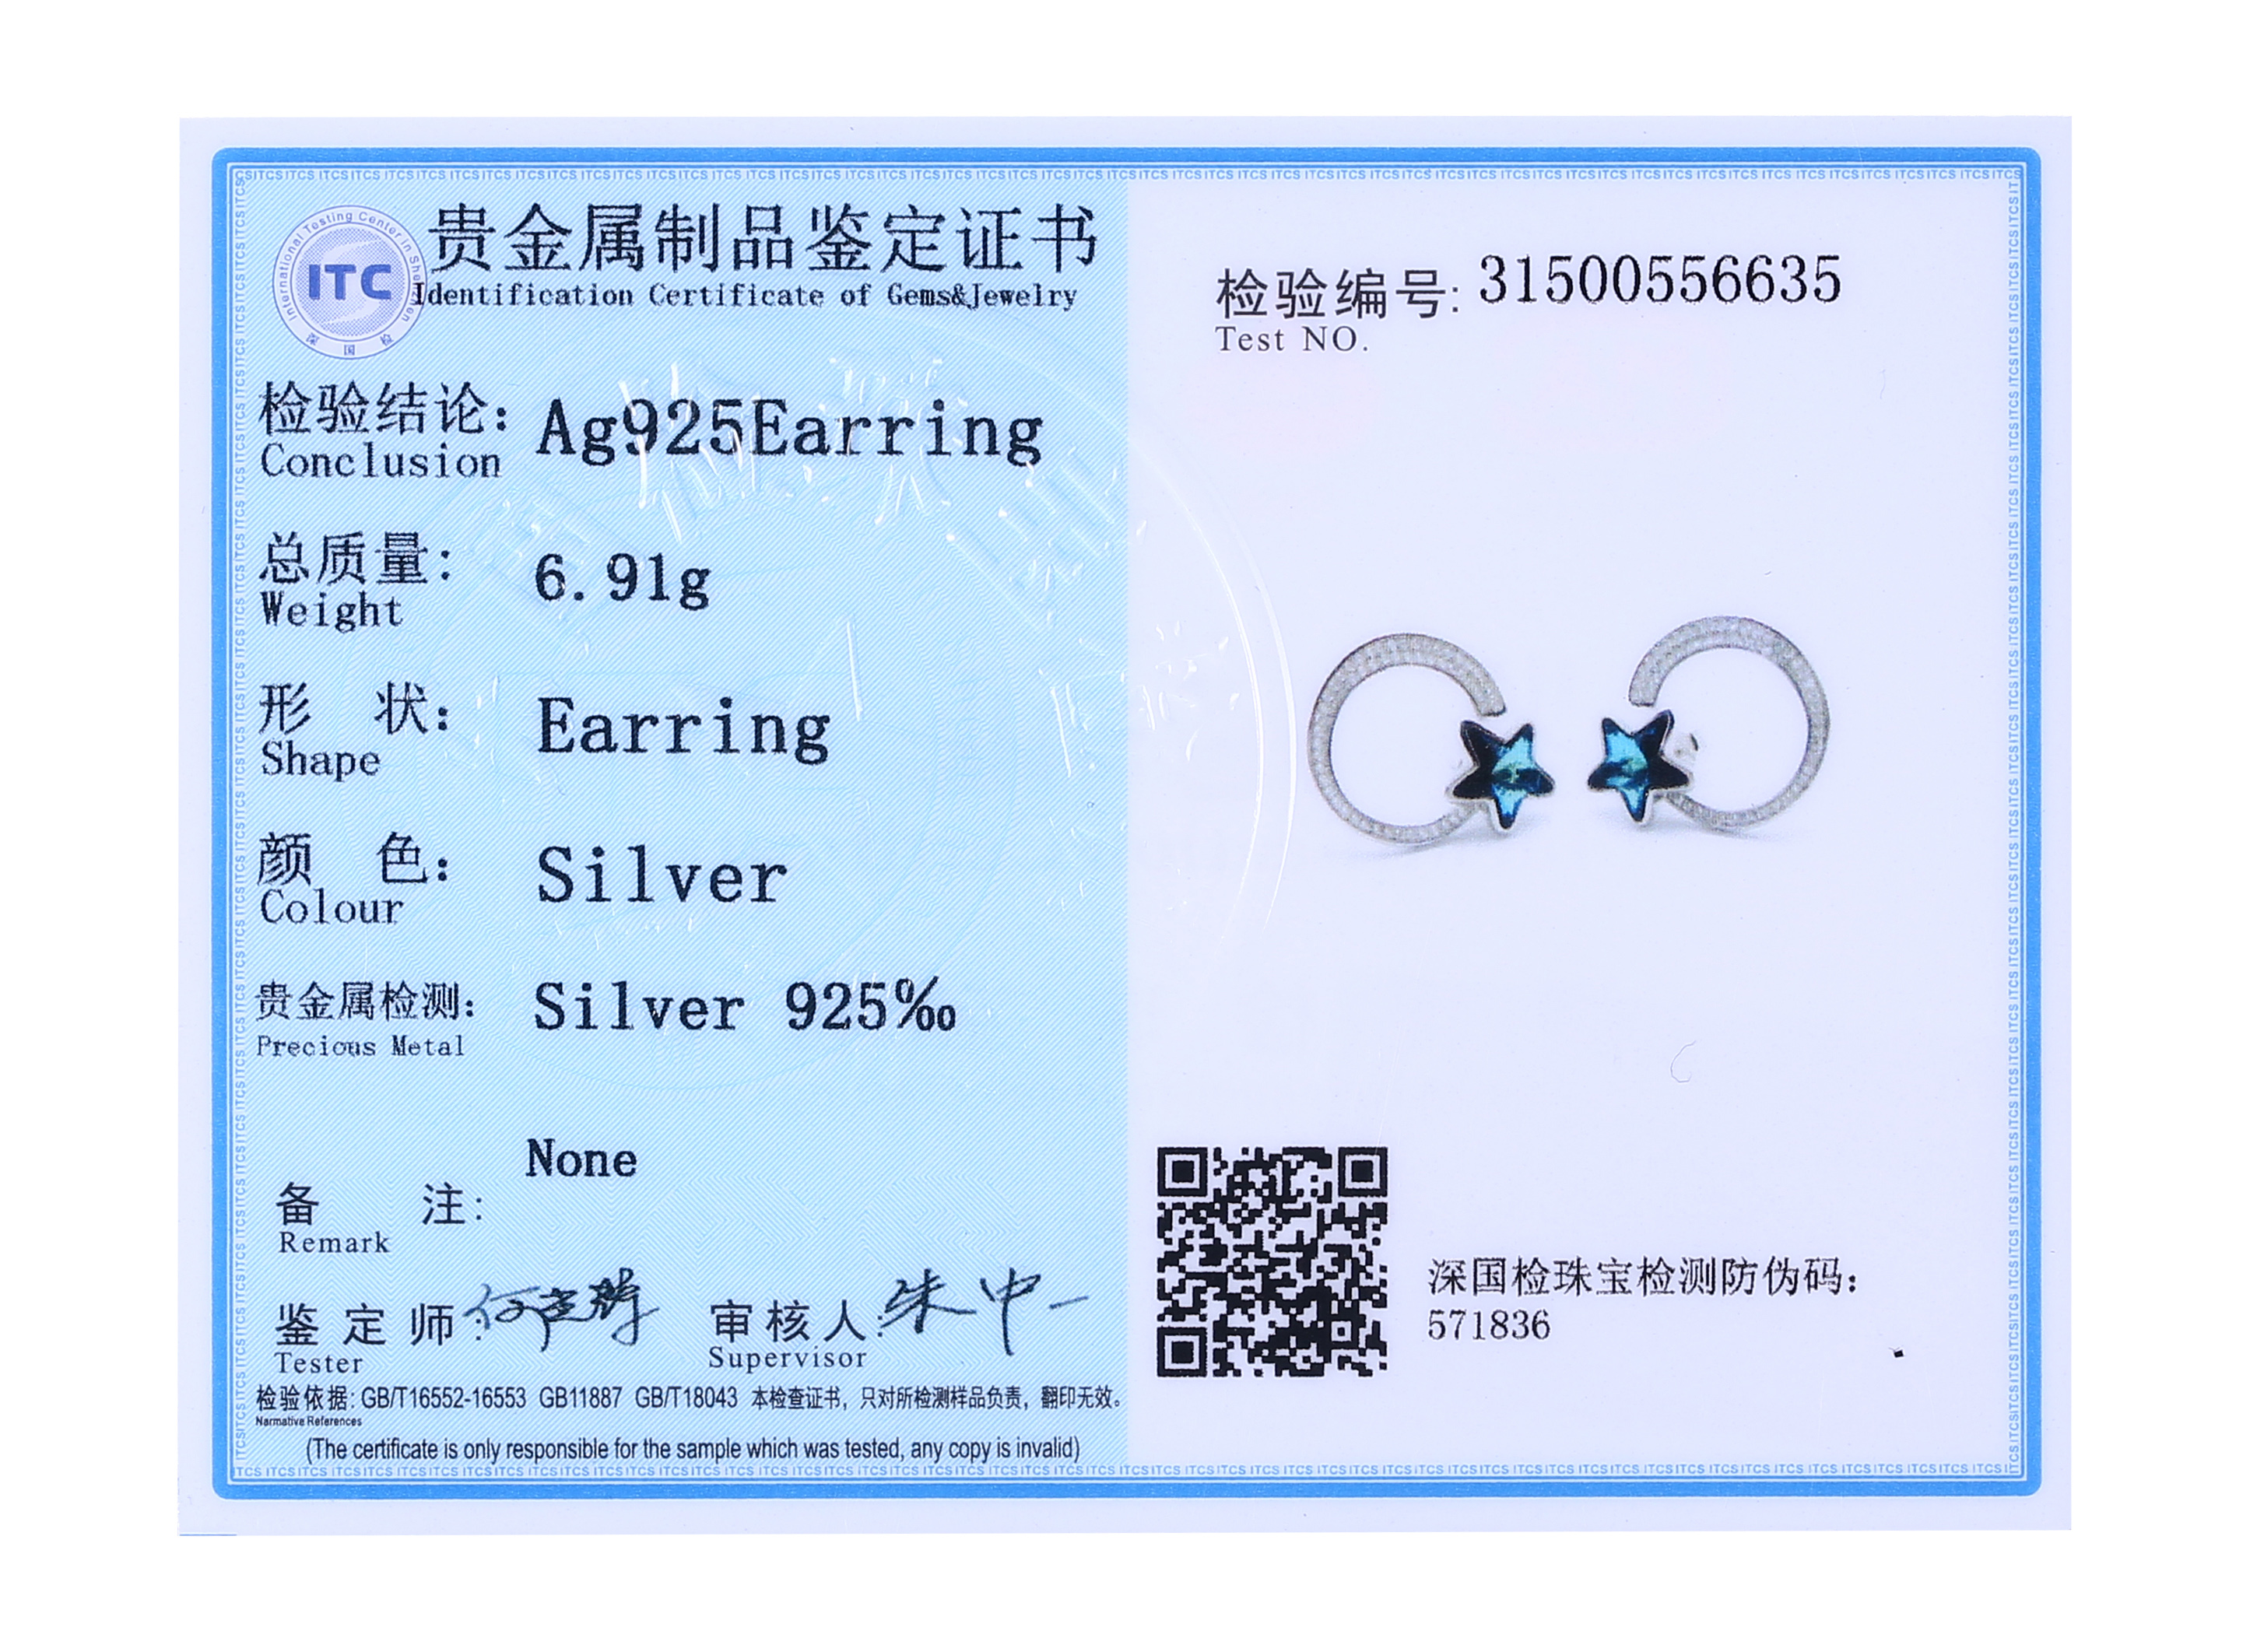 贵金属制品鉴定证书
Identification Certificate of Gems&Jewelry
International Testing Center in Shenzhen
ITC
深 国 检
检验结论: Ag925Earring
Conclusion
总质量: 6.91g
Weight
形 状: Earring
Shape
颜 色: Silver
Colour
贵金属检测: Silver 925‰
Precious Metal
None
备 注:
Remark
鉴 定 师: 审 核 人: 朱中一
Tester Supervisor
检验依据: GB/T16552-16553 GB11887 GB/T18043 本检查证书，只对所检测样品负责，翻印无效。
Narmative References
(The certificate is only responsible for the sample which was tested, any copy is invalid)
检验编号: 31500556635
Test NO.
深国检珠宝检测防伪码:
571836